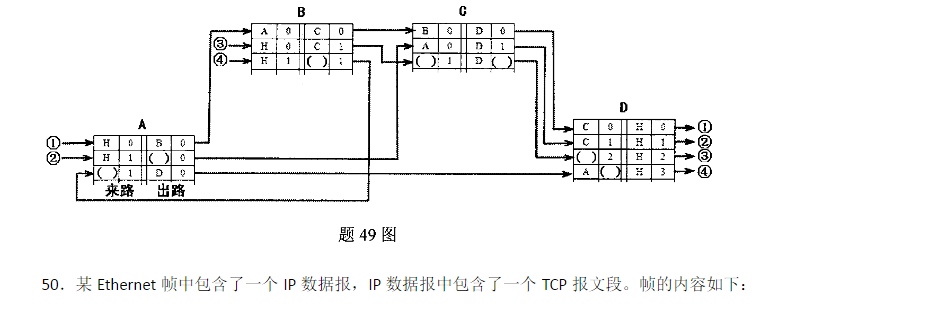 B
A 0 C 0
③ H 0 C 1
④ H 1 ( ) 1
C
B 0 D 0
A 0 D 1
( ) 1 D ( )
A
① H 0 B 0
② H 1 ( ) 0
( ) 1 D 0
来路 出路
D
C 0 H 0 ①
C 1 H 1 ②
( ) 2 H 2 ③
A ( ) H 3 ④
题 49 图
50．某 Ethernet 帧中包含了一个 IP 数据报，IP 数据报中包含了一个 TCP 报文段。帧的内容如下：